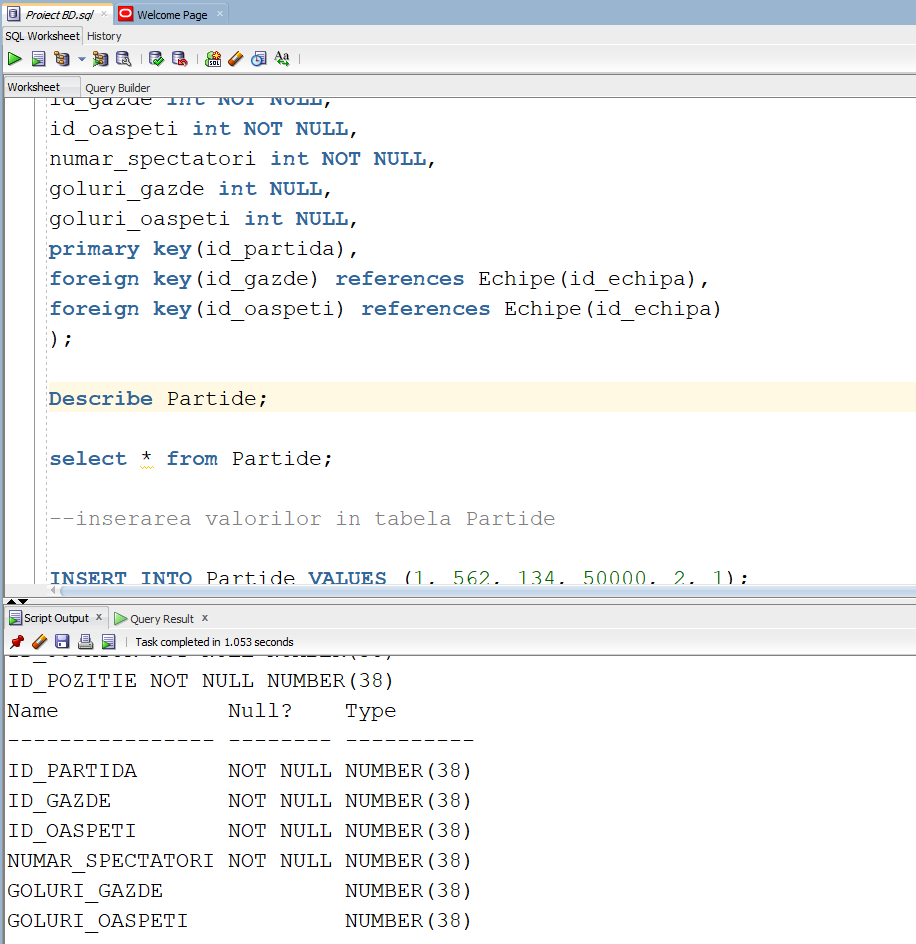 Proiect BD.sql
Welcome Page
SQL Worksheet History
Worksheet Query Builder
id_gazde int NOT NULL,
id_oaspeti int NOT NULL,
numar_spectatori int NOT NULL,
goluri_gazde int NULL,
goluri_oaspeti int NULL,
primary key(id_partida),
foreign key(id_gazde) references Echipe(id_echipa),
foreign key(id_oaspeti) references Echipe(id_echipa)
);
Describe Partide;
select * from Partide;
--inserarea valorilor in tabela Partide
INSERT INTO Partide VALUES (1, 562, 134, 50000, 2, 1);
Script Output x Query Result x
Task completed in 1.053 seconds
ID_POZITIE NOT NULL NUMBER(38)
Name Null? Type
---------------- -------- ----------
ID_PARTIDA NOT NULL NUMBER(38)
ID_GAZDE NOT NULL NUMBER(38)
ID_OASPETI NOT NULL NUMBER(38)
NUMAR_SPECTATORI NOT NULL NUMBER(38)
GOLURI_GAZDE NUMBER(38)
GOLURI_OASPETI NUMBER(38)